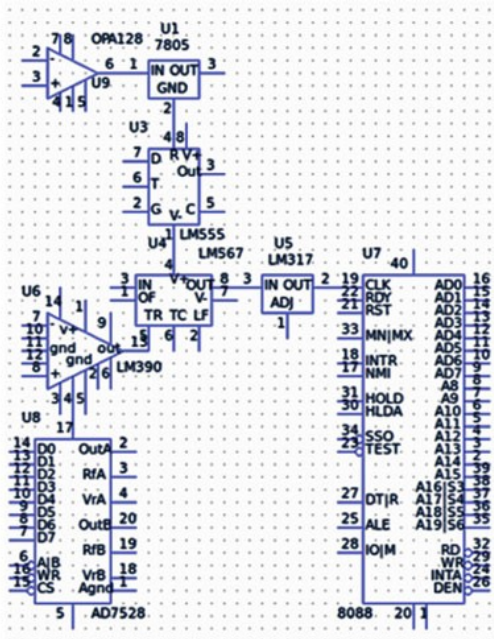 7 8 OPA128
2
-
6
3
+
U9
4 1 5
U1
7805
1 IN OUT 3
GND
2
U3
4 8
7 D R V+
Out 3
6 T
2 G V- C 5
1 LM555
U4
LM567
4
3 IN V+ OUT 8
1 OF V- 7
TR TC LF
5 6 2
U5
LM317
3 IN OUT 2
ADJ
1
U6
14
1
7 - v+ 9
10
11 gnd out 13
12 gnd
8 + 2 6
LM390
3 4 5
U8
17
14 D0 OutA 2
13 D1
12 D2 RfA 3
11 D3
10 D4 VrA 4
9 D5
8 D6 OutB 20
7 D7
RfB 19
6 A|B
16 WR VrB 18
15 CS Agnd 1
5 AD7528
U7
40
19 CLK AD0 16
22 RDY AD1 15
21 RST AD2 14
AD3 13
33 MN|MX AD4 12
AD5 11
18 INTR AD6 10
17 NMI AD7 9
A8 8
31 HOLD A9 7
30 HLDA A10 6
A11 5
34 SSO A12 4
23 TEST A13 3
A14 2
A15 39
A16|S3 38
27 DT|R A17|S4 37
A18|S5 36
25 ALE A19|S6 35
28 IO|M RD 32
WR 29
INTA 24
DEN 26
8088 20 1